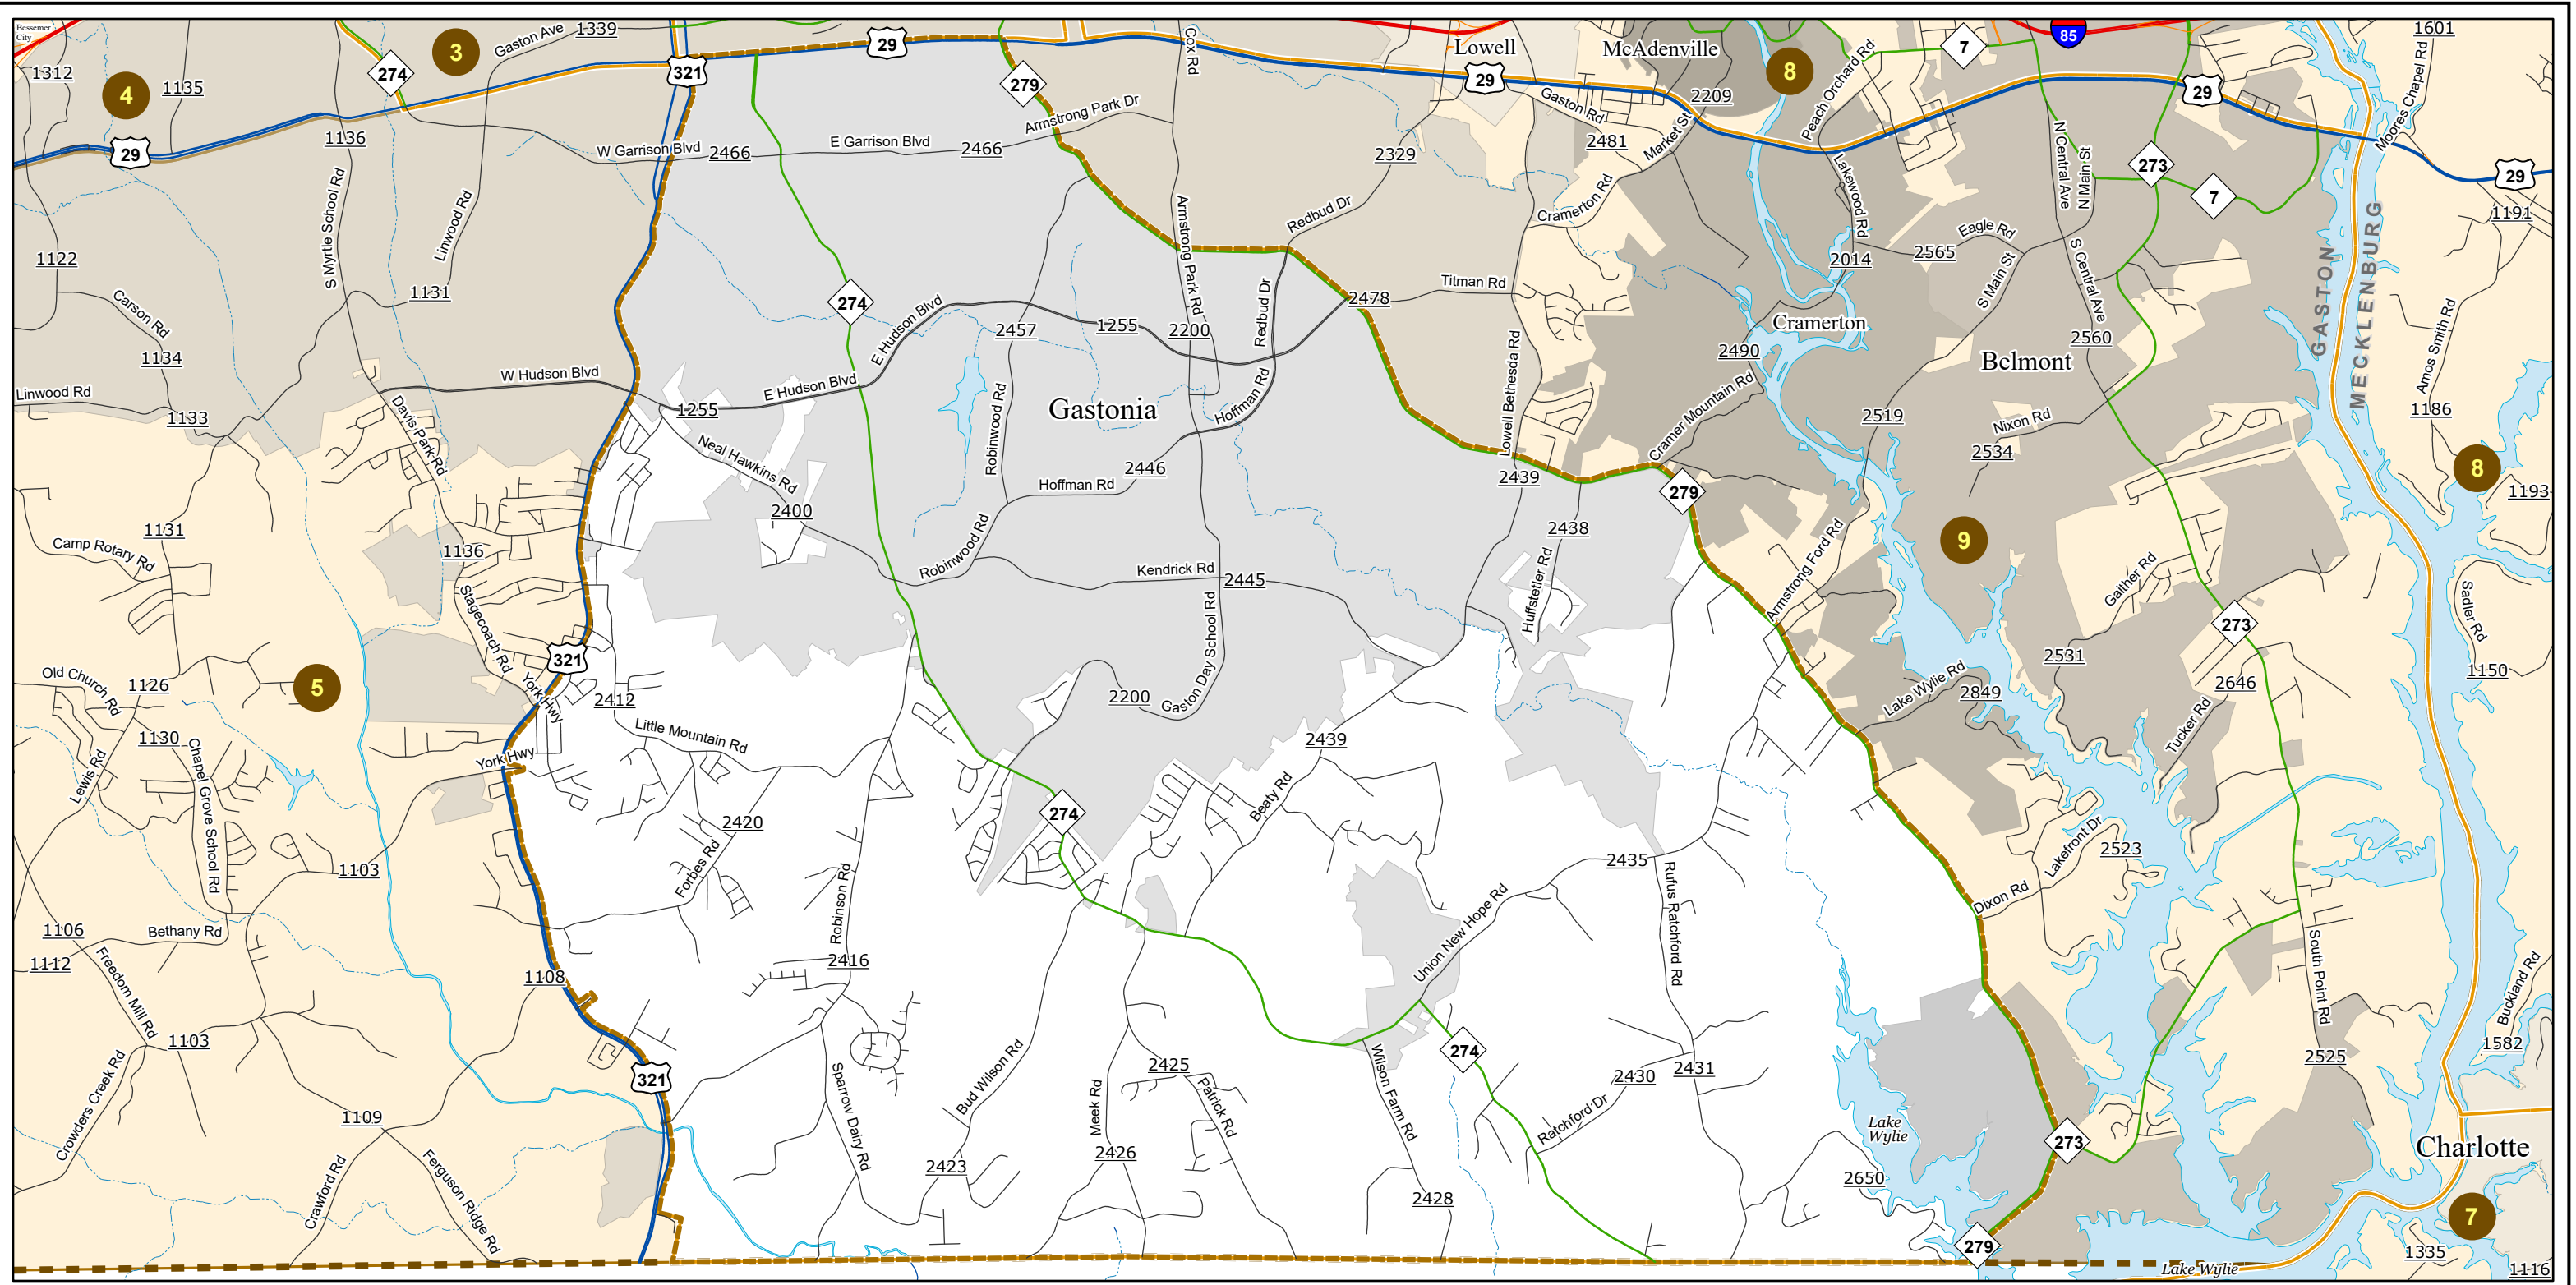 Bessemer
City
3
Gaston Ave
1339
29
Cox Rd
Lowell
McAdenville
8
7
85
1601
1312
4
1135
274
321
279
29
Gaston Rd
2209
Peach Orchard Rd
29
Moores Chapel Rd
29
1136
W Garrison Blvd
2466
E Garrison Blvd
2466
Armstrong Park Dr
2329
2481
Market St
Lakewood Rd
N Central Ave
N Main St
273
7
29
1191
S Myrtle School Rd
Linwood Rd
Armstrong Park Rd
Redbud Dr
Cramerton Rd
Eagle Rd
2565
2014
S Main St
S Central Ave
GASTON
MECKLENBURG
1122
1131
Carson Rd
1134
274
E Hudson Blvd
2457
1255
2200
Redbud Dr
2478
Titman Rd
Cramerton
2490
2560
Belmont
Amos Smith Rd
1186
Linwood Rd
1133
W Hudson Blvd
1255
E Hudson Blvd
Gastonia
Robinwood Rd
Hoffman Rd
Lowell Bethesda Rd
Cramer Mountain Rd
2519
Nixon Rd
2534
8
1193
Davis Park Rd
Neal Hawkins Rd
2400
Hoffman Rd
2446
2439
279
2438
9
1131
Camp Rotary Rd
1136
Robinwood Rd
Kendrick Rd
2445
Huffstetler Rd
Armstrong Ford Rd
Gaither Rd
Sadler Rd
1150
Stagecoach Rd
321
Gaston Day School Rd
273
5
Old Church Rd
1126
York Hwy
2412
2200
2531
Lake Wylie Rd
2849
2646
Tucker Rd
1130
Lewis Rd
Chapel Grove School Rd
York Hwy
Little Mountain Rd
2439
Beaty Rd
274
2420
Forbes Rd
1103
Robinson Rd
2435
Union New Hope Rd
Rufus Ratchford Rd
Lakefront Dr
2523
Dixon Rd
1106
Bethany Rd
1112
Freedom Mill Rd
1108
2416
South Point Rd
Buckland Rd
1582
1103
Crowders Creek Rd
321
Sparrow Dairy Rd
Bud Wilson Rd
2425
Meek Rd
Patrick Rd
Wilson Farm Rd
274
2430
Ratchford Dr
2431
2525
1109
Crawford Rd
Ferguson Ridge Rd
2423
2426
2428
Lake
Wylie
2650
273
Charlotte
7
279
Lake Wylie
1335
1116